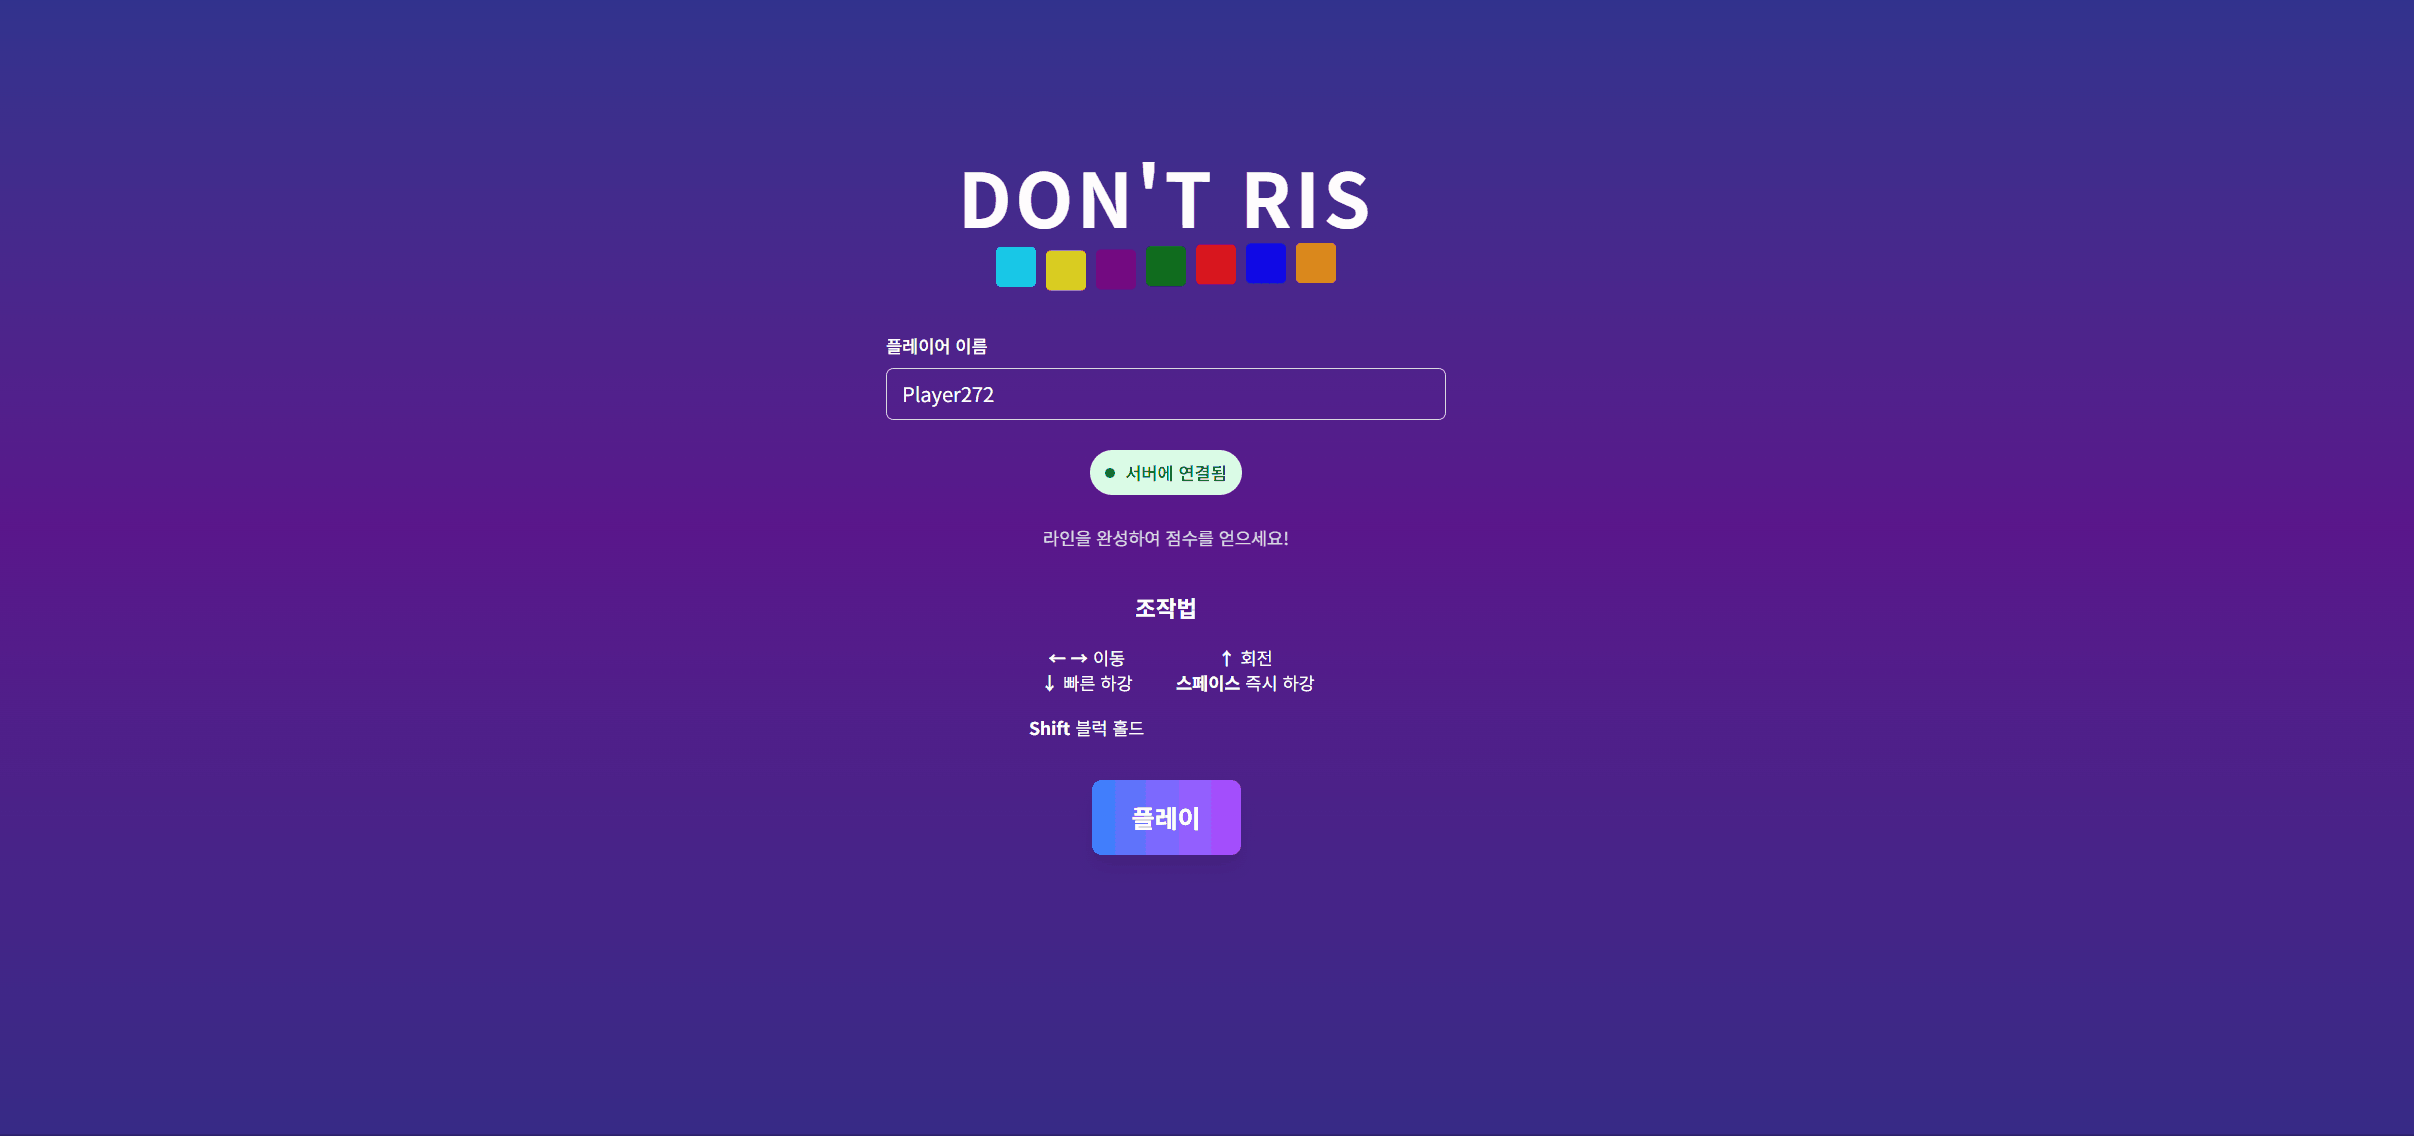 DON'T RIS
플레이어 이름
Player272
서버에 연결됨
라인을 완성하여 점수를 얻으세요!
조작법
← → 이동
↑ 회전
↓ 빠른 하강
스페이스 즉시 하강
Shift 블럭 홀드
플레이